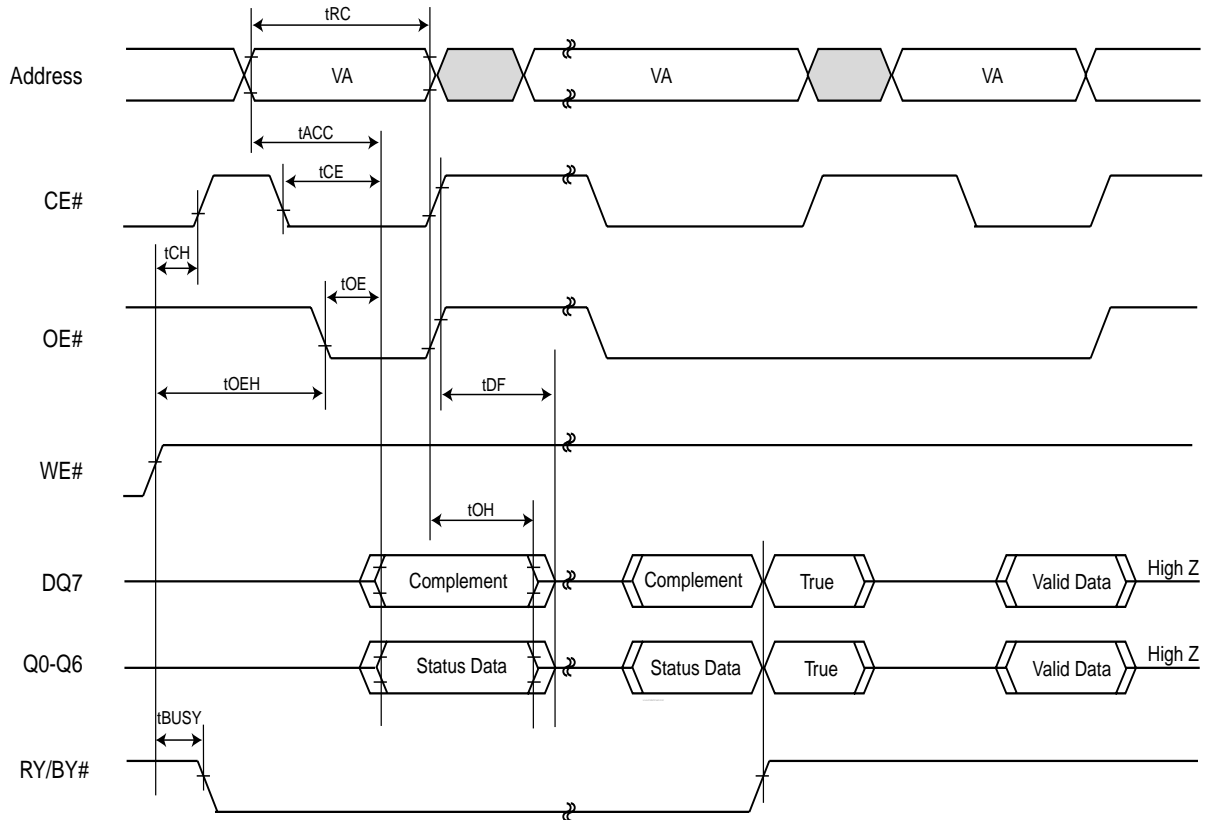 tRC
Address VA VA VA
tACC
tCE
CE#
tCH
tOE
OE#
tOEH
tDF
WE#
tOH
DQ7 Complement Complement True Valid Data High Z
Q0-Q6 Status Data Status Data True Valid Data High Z
tBUSY
RY/BY#